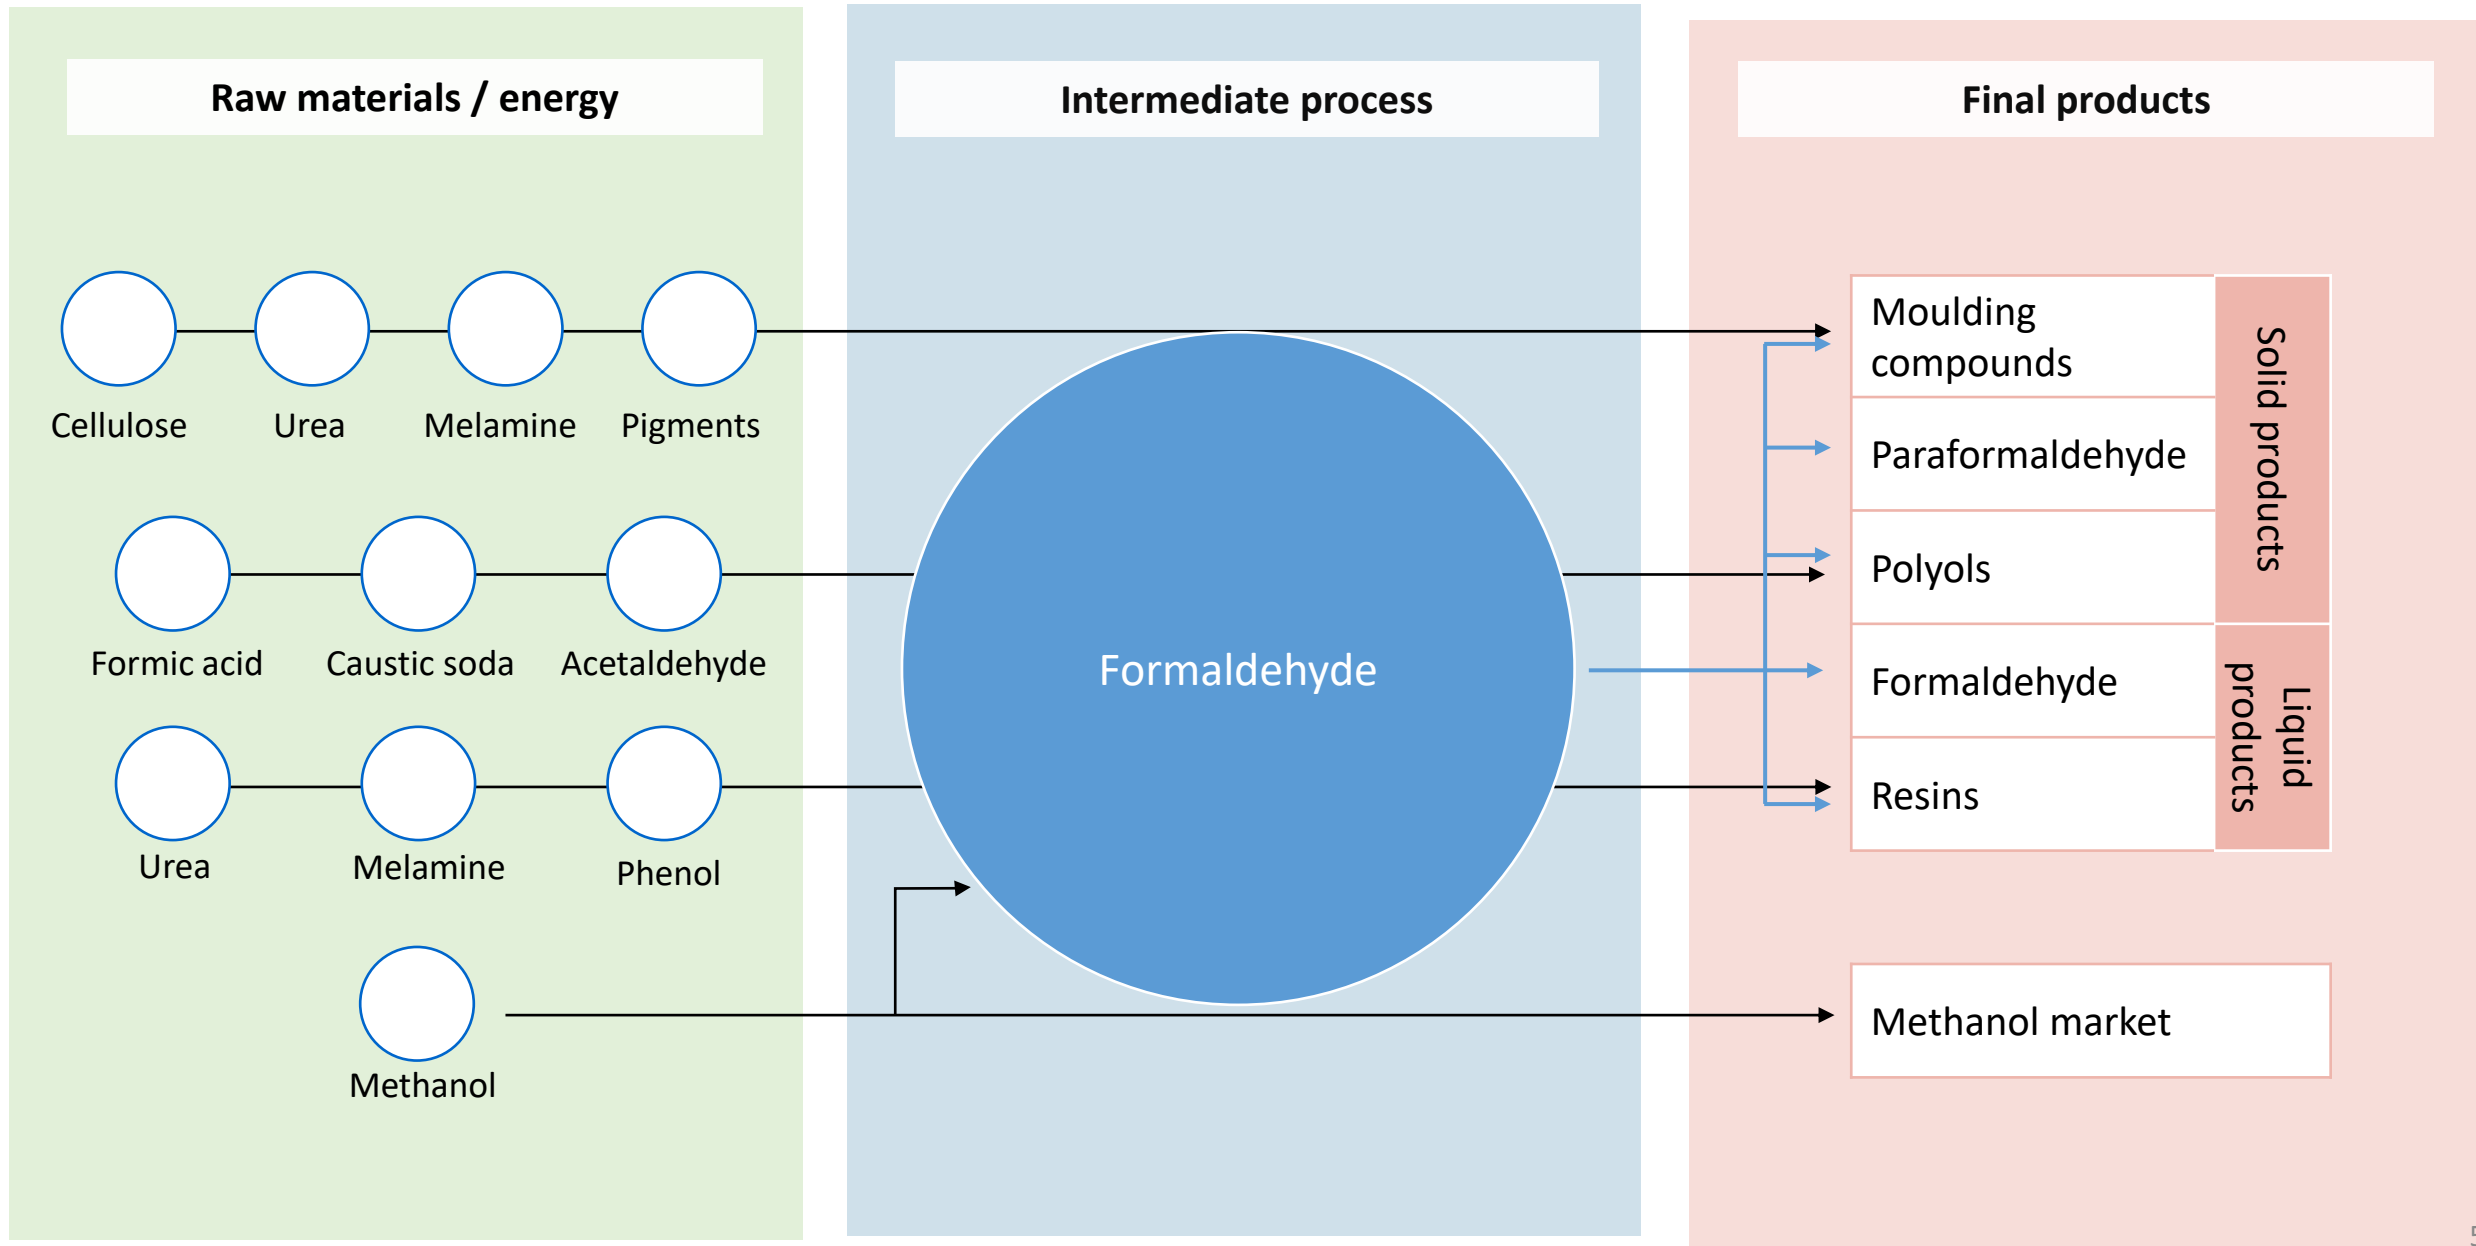 Raw materials / energy
Intermediate process
Final products
Cellulose
Urea
Melamine
Pigments
Formic acid
Caustic soda
Acetaldehyde
Urea
Melamine
Phenol
Methanol
Formaldehyde
Moulding
compounds
Paraformaldehyde
Polyols
Formaldehyde
Resins
Solid products
Liquid
products
Methanol market